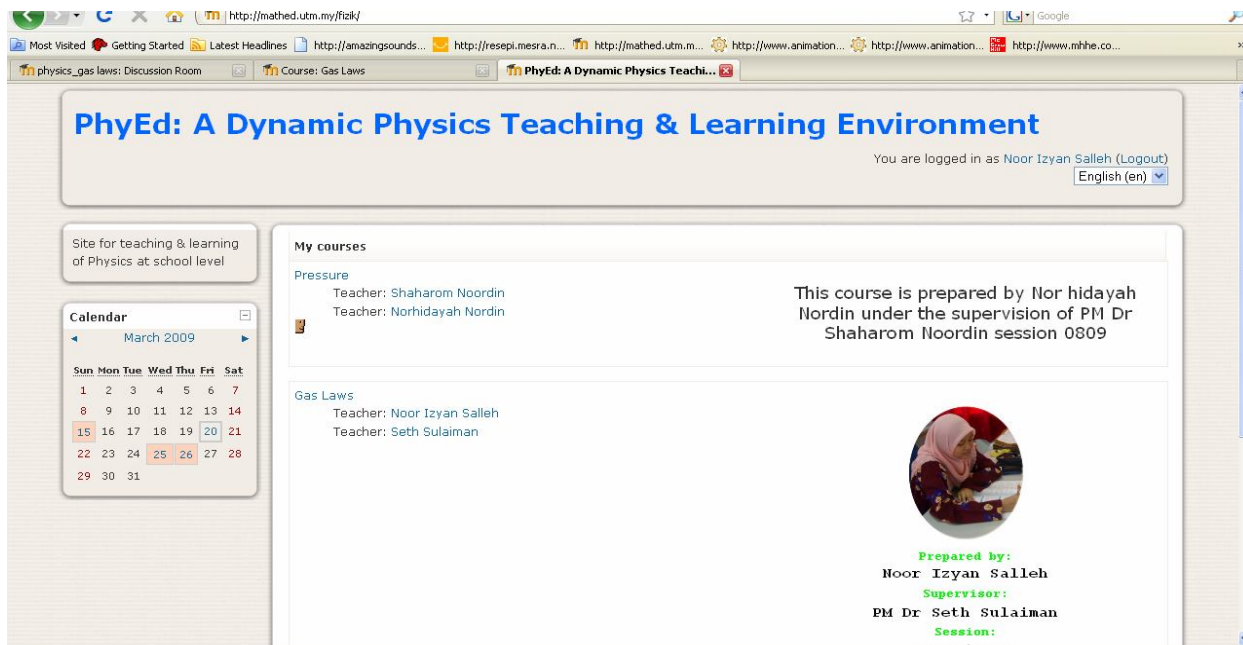 http://mathed.utm.my/fizik/
Google
Most Visited Getting Started Latest Headlines http://amazingsounds... http://resepi.mesra.n... http://mathed.utm.m... http://www.animation... http://www.animation... http://www.mhhe.co...
physics_gas laws: Discussion Room Course: Gas Laws PhyEd: A Dynamic Physics Teachi...
PhyEd: A Dynamic Physics Teaching & Learning Environment
You are logged in as Noor Izyan Salleh (Logout)
English (en)
Site for teaching & learning
of Physics at school level
Calendar
March 2009
Sun Mon Tue Wed Thu Fri Sat
1 2 3 4 5 6 7
8 9 10 11 12 13 14
15 16 17 18 19 20 21
22 23 24 25 26 27 28
29 30 31
My courses
Pressure
Teacher: Shaharom Noordin
Teacher: Norhidayah Nordin
This course is prepared by Nor hidayah
Nordin under the supervision of PM Dr
Shaharom Noordin session 0809
Gas Laws
Teacher: Noor Izyan Salleh
Teacher: Seth Sulaiman
Prepared by:
Noor Izyan Salleh
Supervisor:
PM Dr Seth Sulaiman
Session: